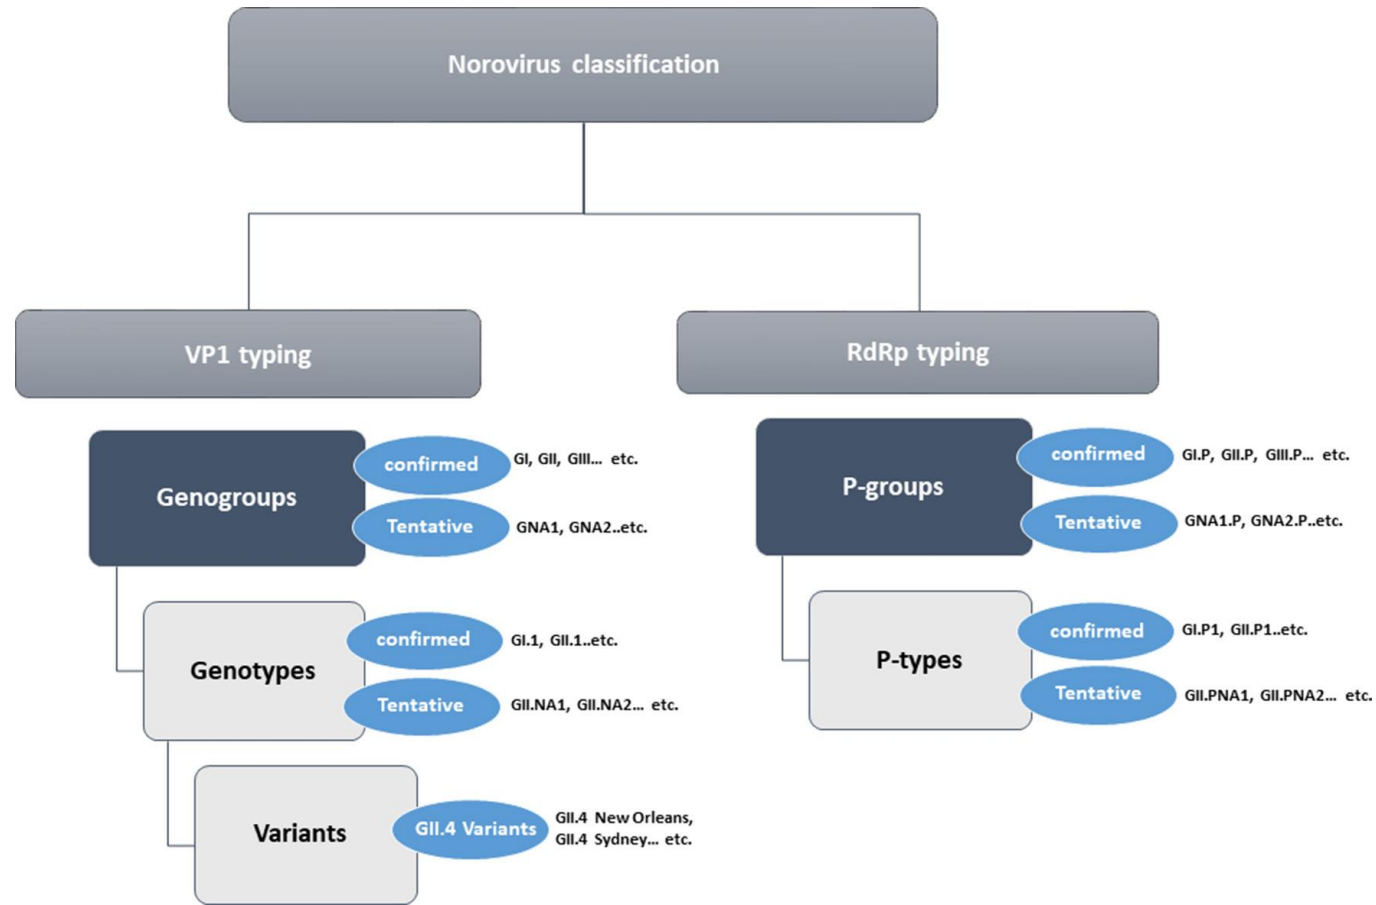 Norovirus classification
VP1 typing
RdRp typing
Genogroups
confirmed
GI, GII, GIII... etc.
Tentative
GNA1, GNA2..etc.
Genotypes
confirmed
GI.1, GII.1..etc.
Tentative
GII.NA1, GII.NA2... etc.
Variants
GII.4 Variants
GII.4 New Orleans,
GII.4 Sydney... etc.
P-groups
confirmed
GI.P, GII.P, GIII.P... etc.
Tentative
GNA1.P, GNA2.P..etc.
P-types
confirmed
GI.P1, GII.P1..etc.
Tentative
GII.PNA1, GII.PNA2... etc.